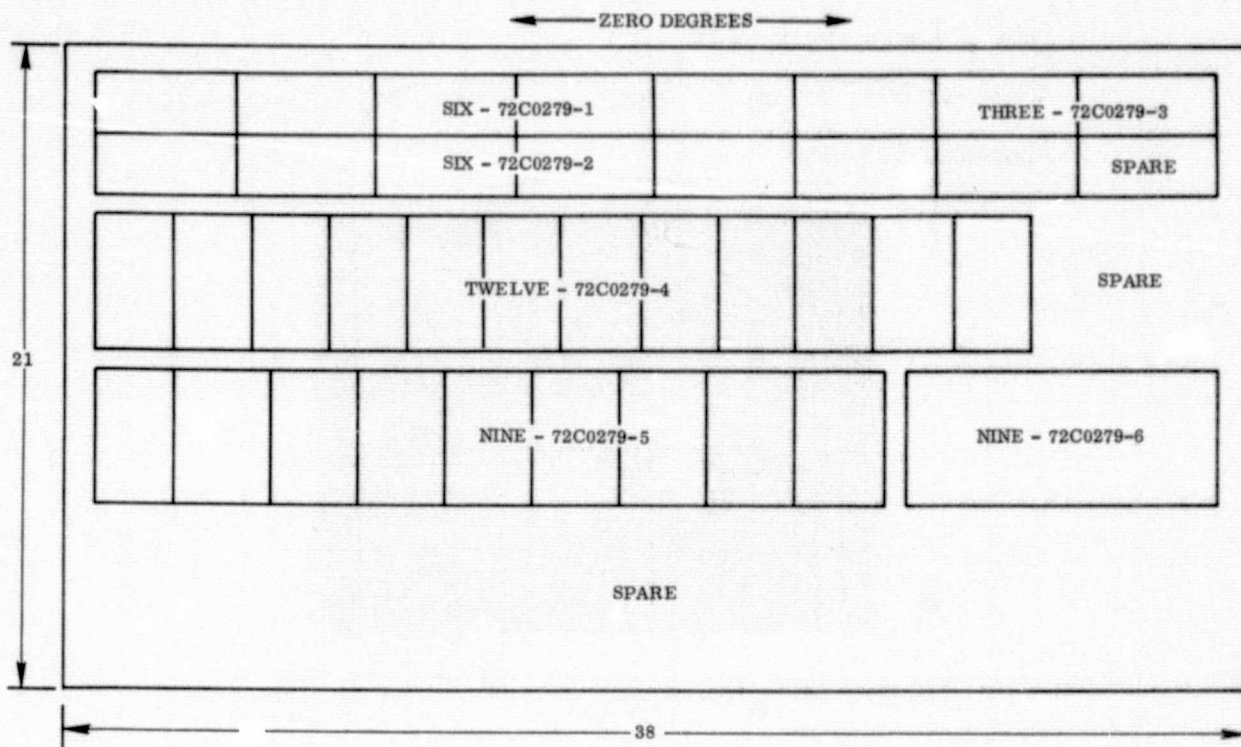 ZERO DEGREES
SIX - 72C0279-1
THREE - 72C0279-3
SIX - 72C0279-2
SPARE
TWELVE - 72C0279-4
SPARE
21
NINE - 72C0279-5
NINE - 72C0279-6
SPARE
38